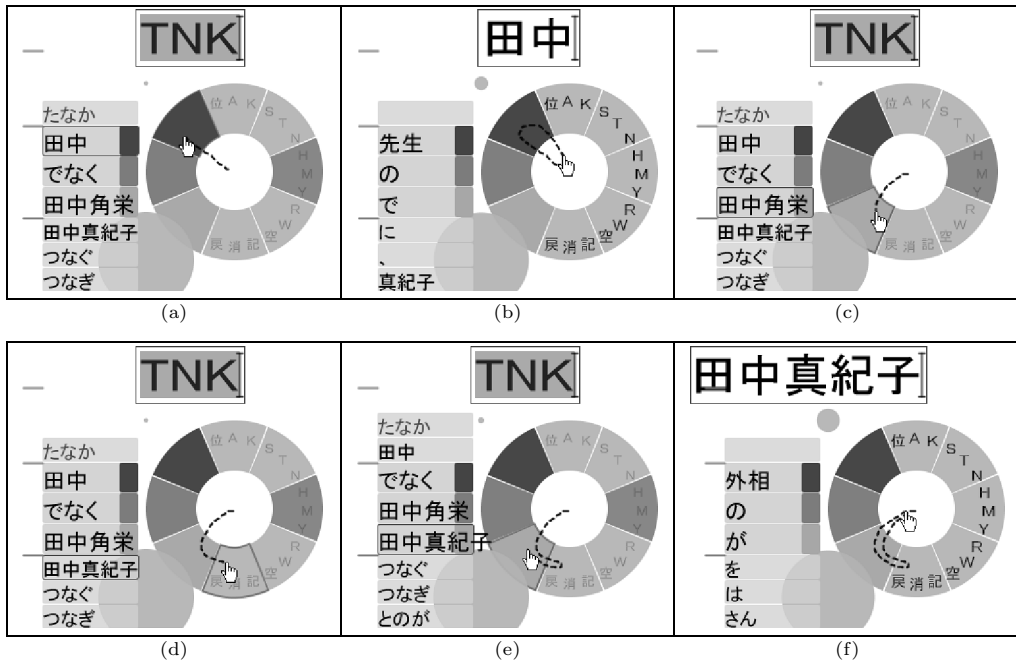 TNK
たなか
田中
でなく
田中角栄
田中真紀子
つなぐ
つなぎ
位 A K S T N H M Y R W 空 記 消 戻
(a)
田中
先生
の
で
に
、
真紀子
位 A K S T N H M Y R W 空 記 消 戻
(b)
TNK
たなか
田中
でなく
田中角栄
田中真紀子
つなぐ
つなぎ
位 A K S T N H M Y R W 空 記 消 戻
(c)
TNK
たなか
田中
でなく
田中角栄
田中真紀子
つなぐ
つなぎ
位 A K S T N H M Y R W 空 記 消 戻
(d)
TNK
たなか
田中
でなく
田中角栄
田中真紀子
つなぐ
つなぎ
とのが
位 A K S T N H M Y R W 空 記 消 戻
(e)
田中真紀子
外相
の
が
を
は
さん
位 A K S T N H M Y R W 空 記 消 戻
(f)